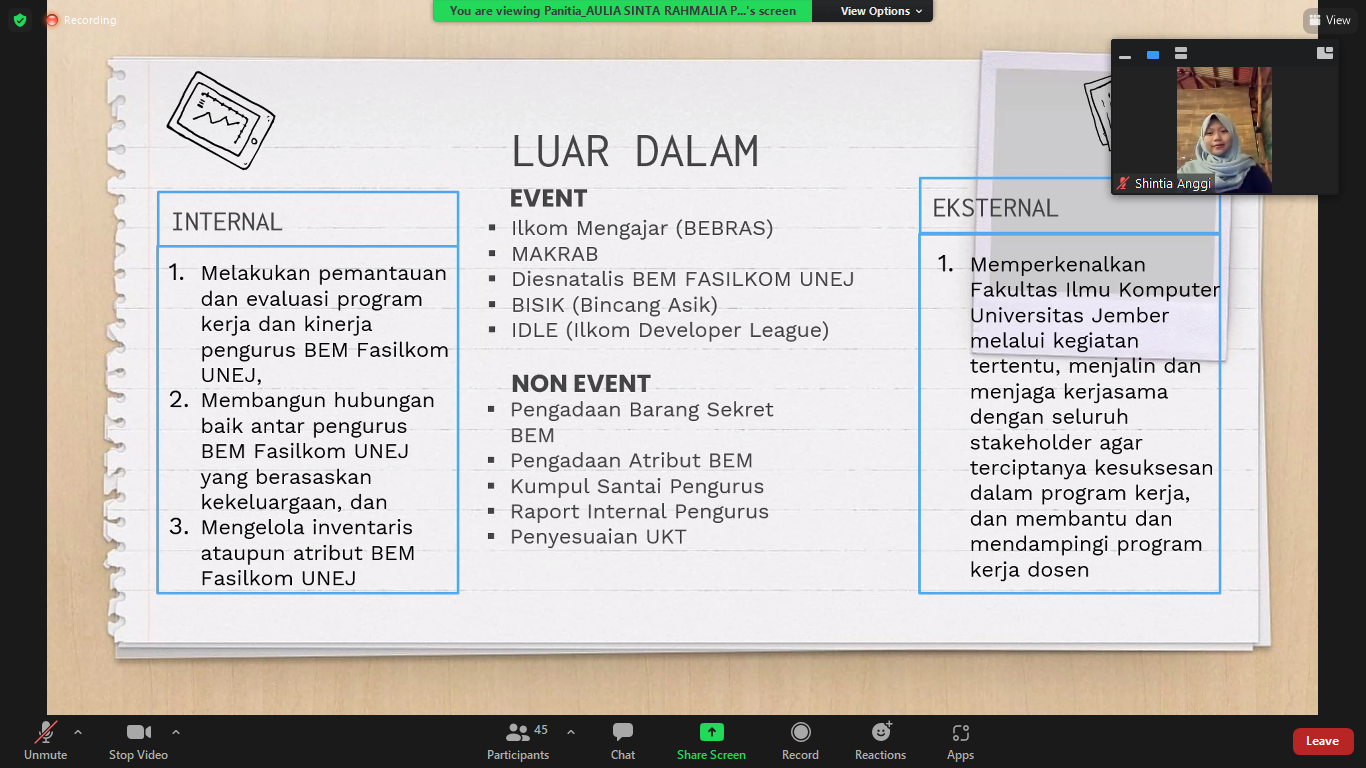 Recording
You are viewing Panitia_AULIA SINTA RAHMALIA P...'s screen
View Options
View
Shintia Anggi
LUAR DALAM
INTERNAL
1. Melakukan pemantauan
dan evaluasi program
kerja dan kinerja
pengurus BEM Fasilkom
UNEJ,
2. Membangun hubungan
baik antar pengurus
BEM Fasilkom UNEJ
yang berasaskan
kekeluargaan, dan
3. Mengelola inventaris
ataupun atribut BEM
Fasilkom UNEJ
EVENT
▪ Ilkom Mengajar (BEBRAS)
▪ MAKRAB
▪ Diesnatalis BEM FASILKOM UNEJ
▪ BISIK (Bincang Asik)
▪ IDLE (Ilkom Developer League)
NON EVENT
▪ Pengadaan Barang Sekret
BEM
▪ Pengadaan Atribut BEM
▪ Kumpul Santai Pengurus
▪ Raport Internal Pengurus
▪ Penyesuaian UKT
EKSTERNAL
1. Memperkenalkan
Fakultas Ilmu Komputer
Universitas Jember
melalui kegiatan
tertentu, menjalin dan
menjaga kerjasama
dengan seluruh
stakeholder agar
terciptanya kesuksesan
dalam program kerja,
dan membantu dan
mendampingi program
kerja dosen
Unmute
Stop Video
45
Participants
Chat
Share Screen
Record
Reactions
Apps
Leave